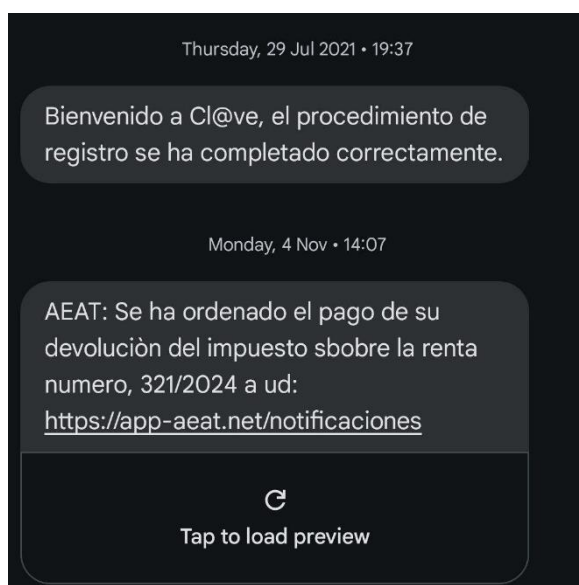 Thursday, 29 Jul 2021 • 19:37
Bienvenido a Cl@ve, el procedimiento de
registro se ha completado correctamente.
Monday, 4 Nov • 14:07
AEAT: Se ha ordenado el pago de su
devoluciòn del impuesto sbobre la renta
numero, 321/2024 a ud:
https://app-aeat.net/notificaciones
Tap to load preview